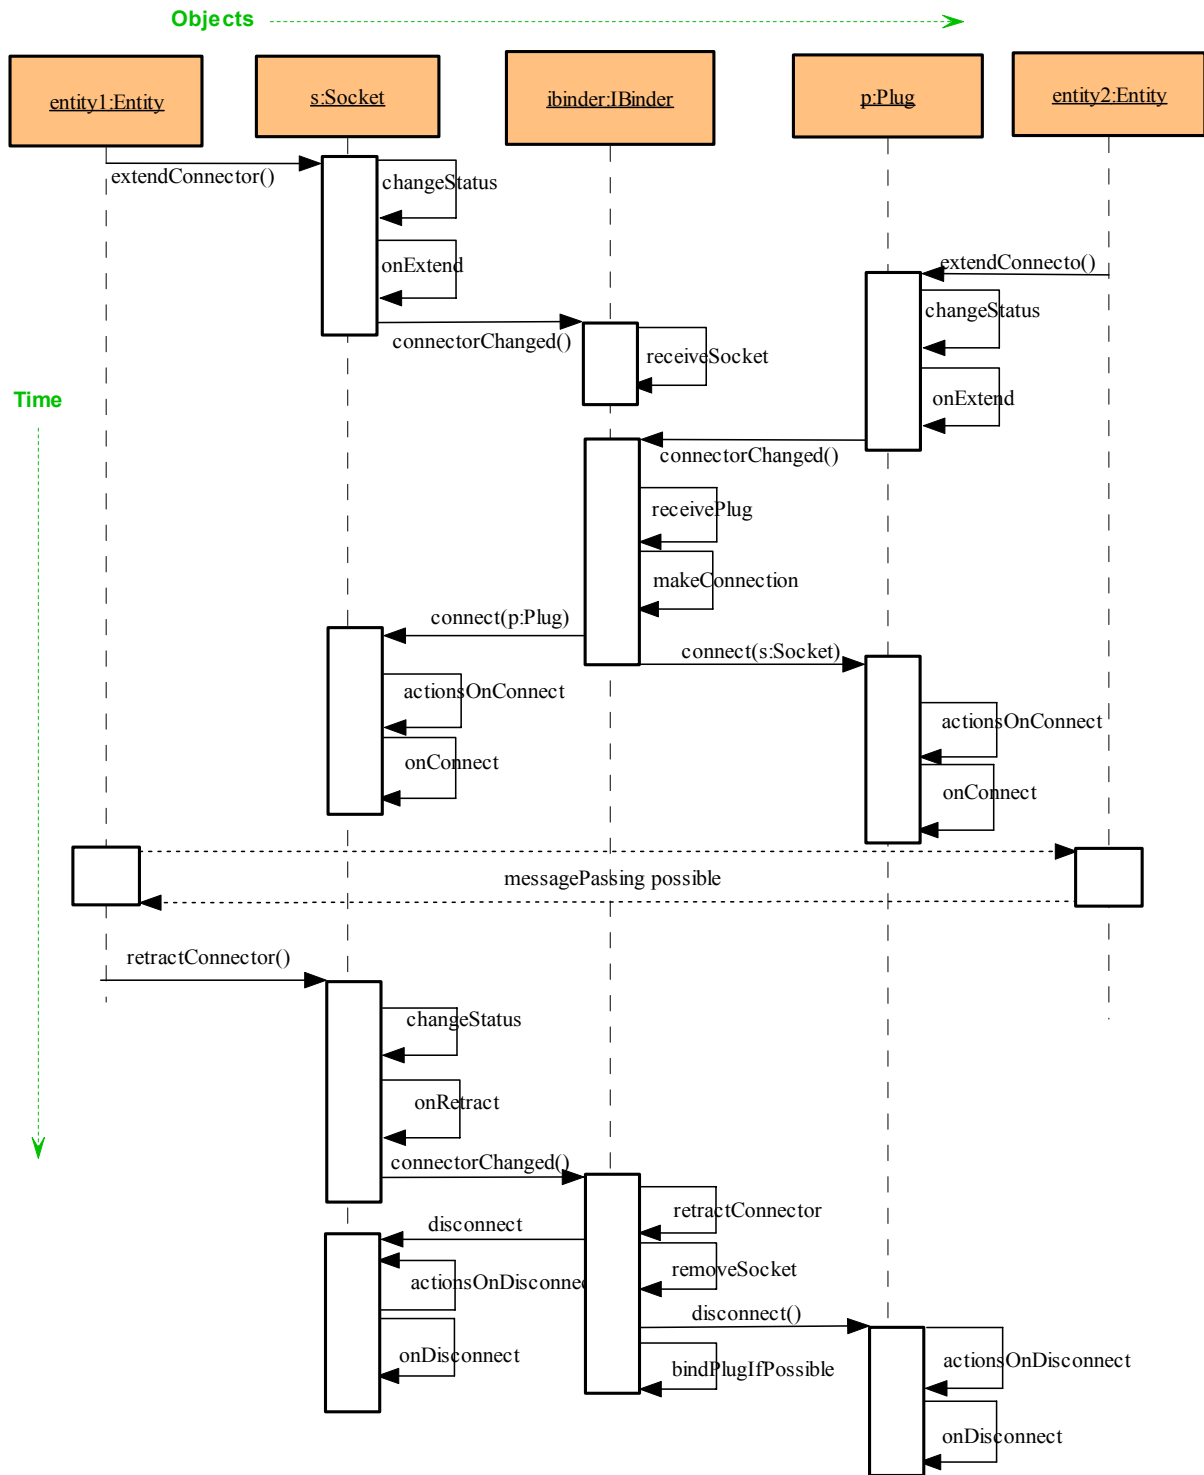 Objects
entity1:Entity
s:Socket
ibinder:IBinder
p:Plug
entity2:Entity
extendConnector()
changeStatus
onExtend
extendConnecto()
changeStatus
connectorChanged()
receiveSocket
Time
onExtend
connectorChanged()
receivePlug
makeConnection
connect(p:Plug)
connect(s:Socket)
actionsOnConnect
actionsOnConnect
onConnect
onConnect
messagePassing possible
retractConnector()
changeStatus
onRetract
connectorChanged()
retractConnector
disconnect
removeSocket
actionsOnDisconnec
disconnect()
onDisconnect
bindPlugIfPossible
actionsOnDisconnect
onDisconnect